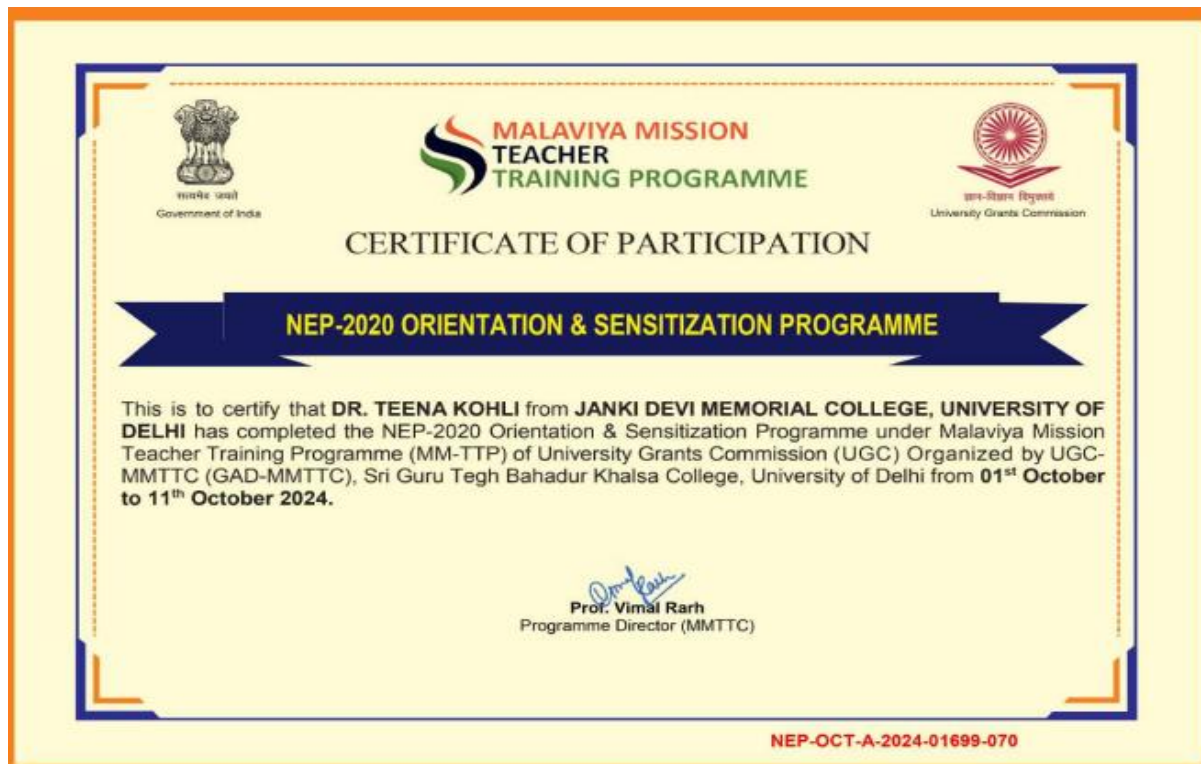 MALAVIYA MISSION
TEACHER
TRAINING PROGRAMME
सत्यमेव जयते
Government of India
ज्ञान-विज्ञान विमुक्तये
University Grants Commission
CERTIFICATE OF PARTICIPATION
NEP-2020 ORIENTATION & SENSITIZATION PROGRAMME
This is to certify that DR. TEENA KOHLI from JANKI DEVI MEMORIAL COLLEGE, UNIVERSITY OF
DELHI has completed the NEP-2020 Orientation & Sensitization Programme under Malaviya Mission
Teacher Training Programme (MM-TTP) of University Grants Commission (UGC) Organized by UGC-
MMTTC (GAD-MMTTC), Sri Guru Tegh Bahadur Khalsa College, University of Delhi from 01st October
to 11th October 2024.
Prof. Vimal Rarh
Programme Director (MMTTC)
NEP-OCT-A-2024-01699-070